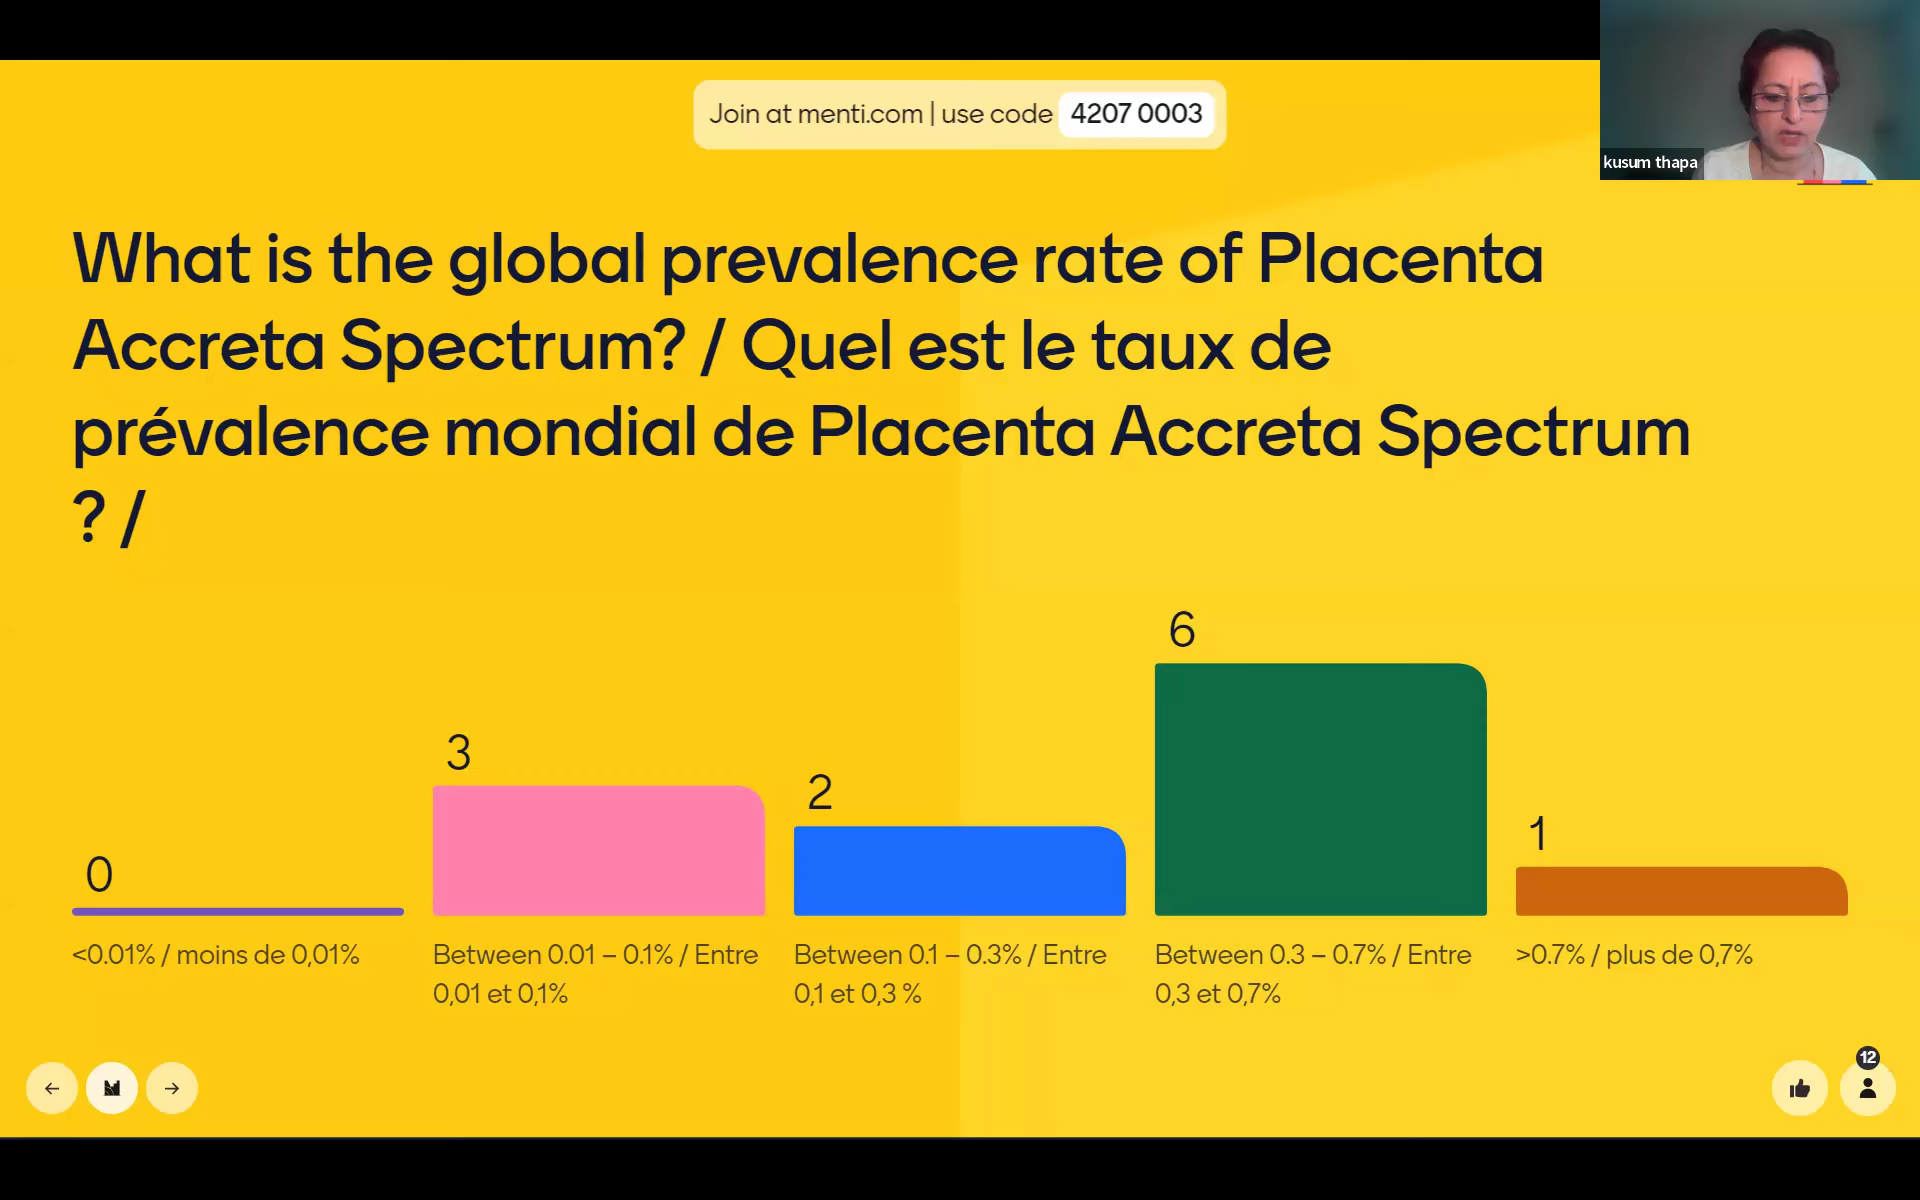 Join at menti.com | use code 4207 0003
kusum thapa
What is the global prevalence rate of Placenta
Accreta Spectrum? / Quel est le taux de
prévalence mondial de Placenta Accreta Spectrum
? /
0
3
2
6
1
<0.01% / moins de 0,01%
Between 0.01 – 0.1% / Entre
0,01 et 0,1%
Between 0.1 – 0.3% / Entre
0,1 et 0,3 %
Between 0.3 – 0.7% / Entre
0,3 et 0,7%
>0.7% / plus de 0,7%
12